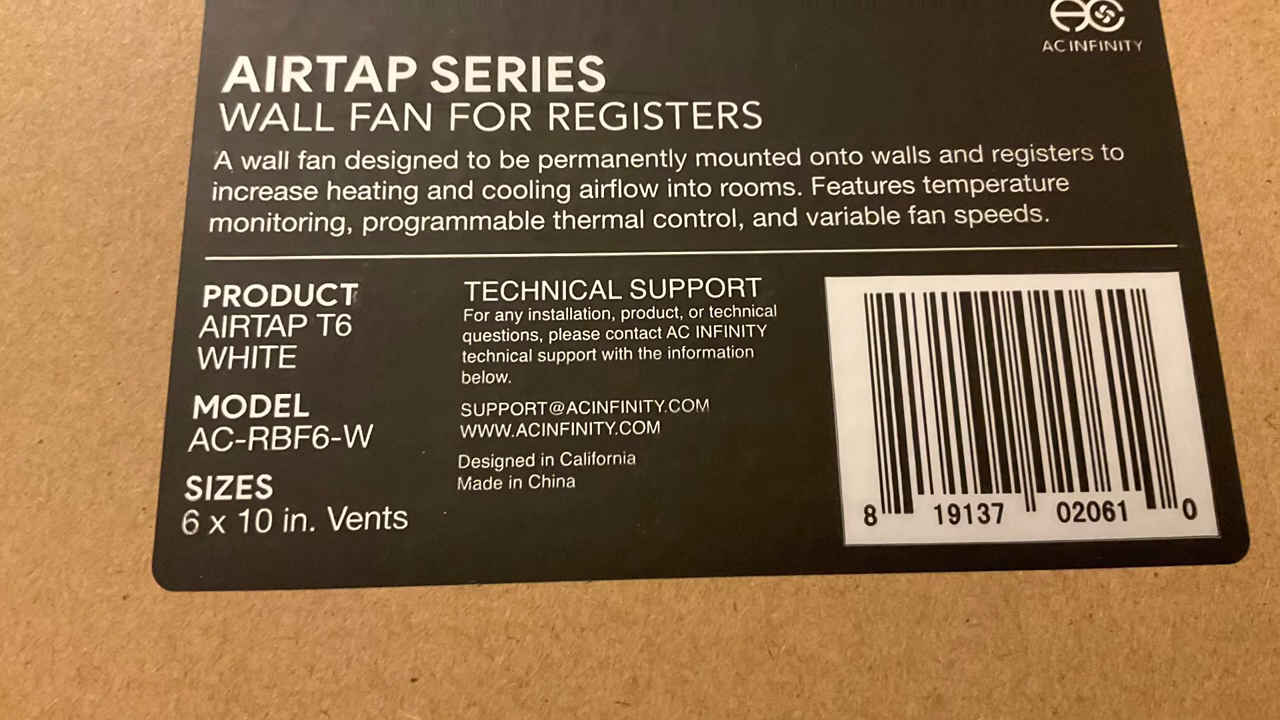 AC INFINITY
AIRTAP SERIES
WALL FAN FOR REGISTERS
A wall fan designed to be permanently mounted onto walls and registers to
increase heating and cooling airflow into rooms. Features temperature
monitoring, programmable thermal control, and variable fan speeds.
PRODUCT
AIRTAP T6
WHITE
MODEL
AC-RBF6-W
SIZES
6 x 10 in. Vents
TECHNICAL SUPPORT
For any installation, product, or technical
questions, please contact AC INFINITY
technical support with the information
below.
SUPPORT@ACINFINITY.COM
WWW.ACINFINITY.COM
Designed in California
Made in China
8 19137 02061 0